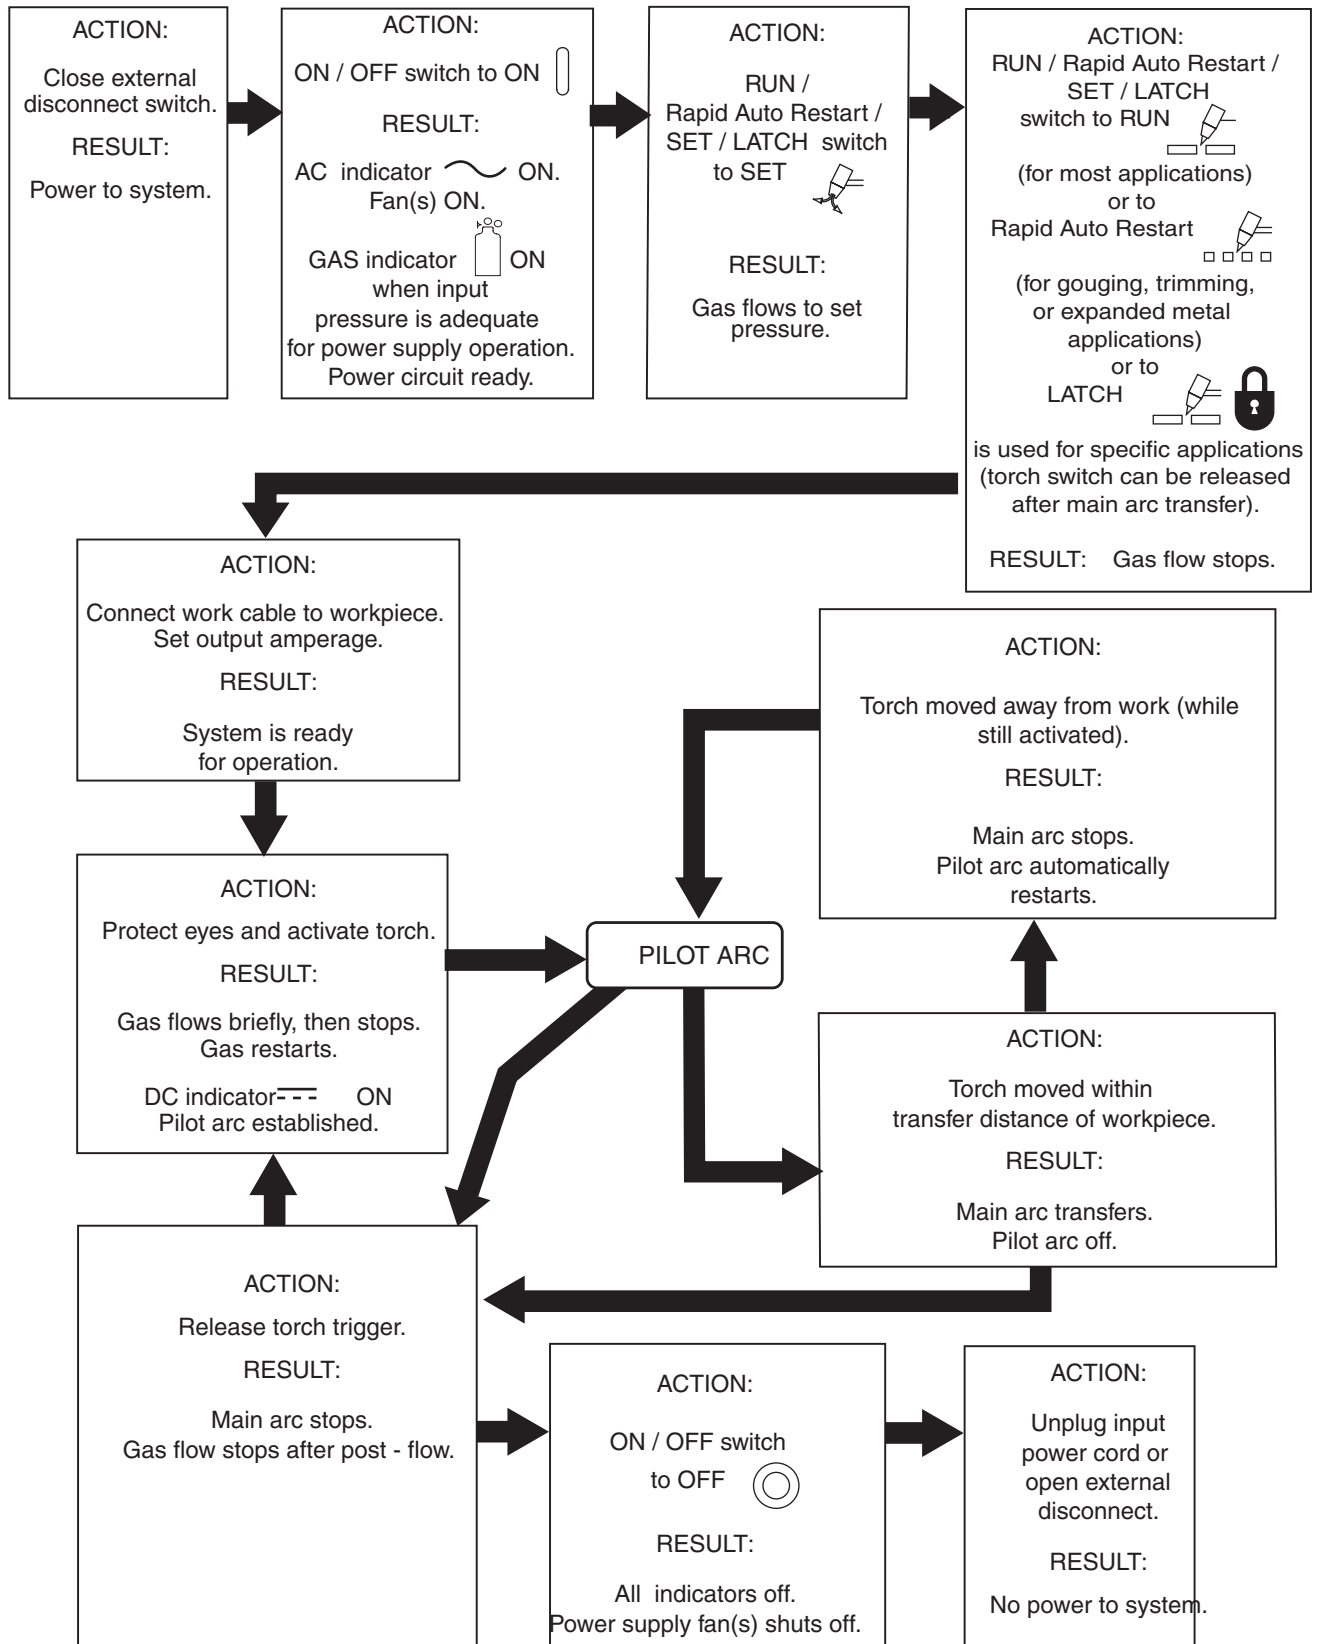 ACTION:
Close external
disconnect switch.
RESULT:
Power to system.
ACTION:
ON / OFF switch to ON
RESULT:
AC indicator ON.
Fan(s) ON.
GAS indicator ON
when input
pressure is adequate
for power supply operation.
Power circuit ready.
ACTION:
RUN /
Rapid Auto Restart /
SET / LATCH switch
to SET
RESULT:
Gas flows to set
pressure.
ACTION:
RUN / Rapid Auto Restart /
SET / LATCH
switch to RUN
(for most applications)
or to
Rapid Auto Restart
(for gouging, trimming,
or expanded metal
applications)
or to
LATCH
is used for specific applications
(torch switch can be released
after main arc transfer).
RESULT: Gas flow stops.
ACTION:
Connect work cable to workpiece.
Set output amperage.
RESULT:
System is ready
for operation.
ACTION:
Protect eyes and activate torch.
RESULT:
Gas flows briefly, then stops.
Gas restarts.
DC indicator ON
Pilot arc established.
PILOT ARC
ACTION:
Torch moved away from work (while
still activated).
RESULT:
Main arc stops.
Pilot arc automatically
restarts.
ACTION:
Torch moved within
transfer distance of workpiece.
RESULT:
Main arc transfers.
Pilot arc off.
ACTION:
Release torch trigger.
RESULT:
Main arc stops.
Gas flow stops after post - flow.
ACTION:
ON / OFF switch
to OFF
RESULT:
All indicators off.
Power supply fan(s) shuts off.
ACTION:
Unplug input
power cord or
open external
disconnect.
RESULT:
No power to system.